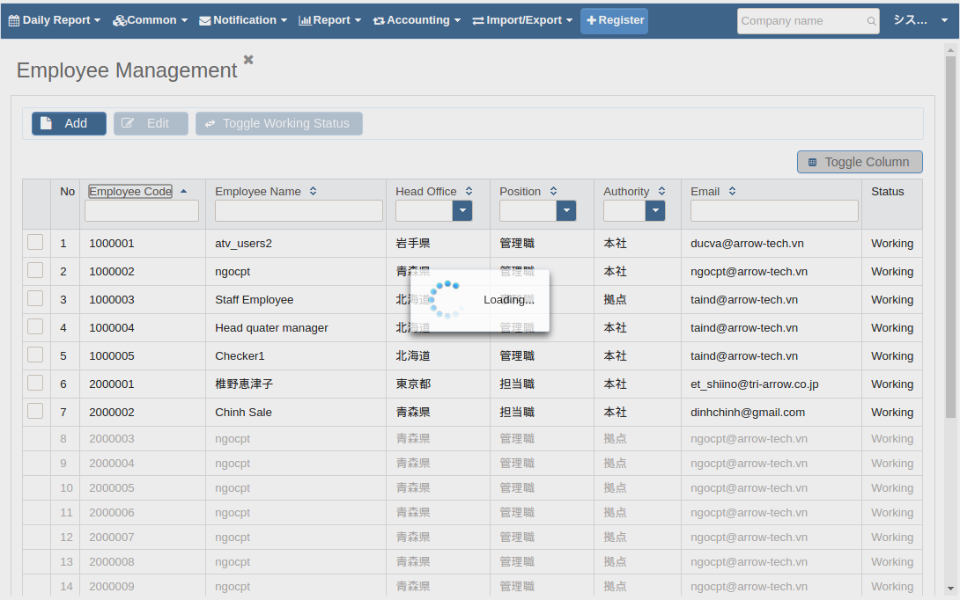 Daily Report Common Notification Report Accounting Import/Export Register Company name シス...
Employee Management
Add Edit Toggle Working Status
Toggle Column
No Employee Code Employee Name Head Office Position Authority Email Status
1 1000001 atv_users2 岩手県 管理職 本社 ducva@arrow-tech.vn Working
2 1000002 ngocpt 青森県 管理職 本社 ngocpt@arrow-tech.vn Working
3 1000003 Staff Employee 北海道 管理職 拠点 taind@arrow-tech.vn Working
Loading...
4 1000004 Head quater manager 北海道 管理職 本社 taind@arrow-tech.vn Working
5 1000005 Checker1 北海道 管理職 本社 taind@arrow-tech.vn Working
6 2000001 椎野恵津子 東京都 担当職 本社 et_shiino@tri-arrow.co.jp Working
7 2000002 Chinh Sale 青森県 担当職 本社 dinhchinh@gmail.com Working
8 2000003 ngocpt 青森県 管理職 拠点 ngocpt@arrow-tech.vn Working
9 2000004 ngocpt 青森県 管理職 拠点 ngocpt@arrow-tech.vn Working
10 2000005 ngocpt 青森県 管理職 拠点 ngocpt@arrow-tech.vn Working
11 2000006 ngocpt 青森県 管理職 拠点 ngocpt@arrow-tech.vn Working
12 2000007 ngocpt 青森県 管理職 拠点 ngocpt@arrow-tech.vn Working
13 2000008 ngocpt 青森県 管理職 拠点 ngocpt@arrow-tech.vn Working
14 2000009 ngocpt 青森県 管理職 拠点 ngocpt@arrow-tech.vn Working